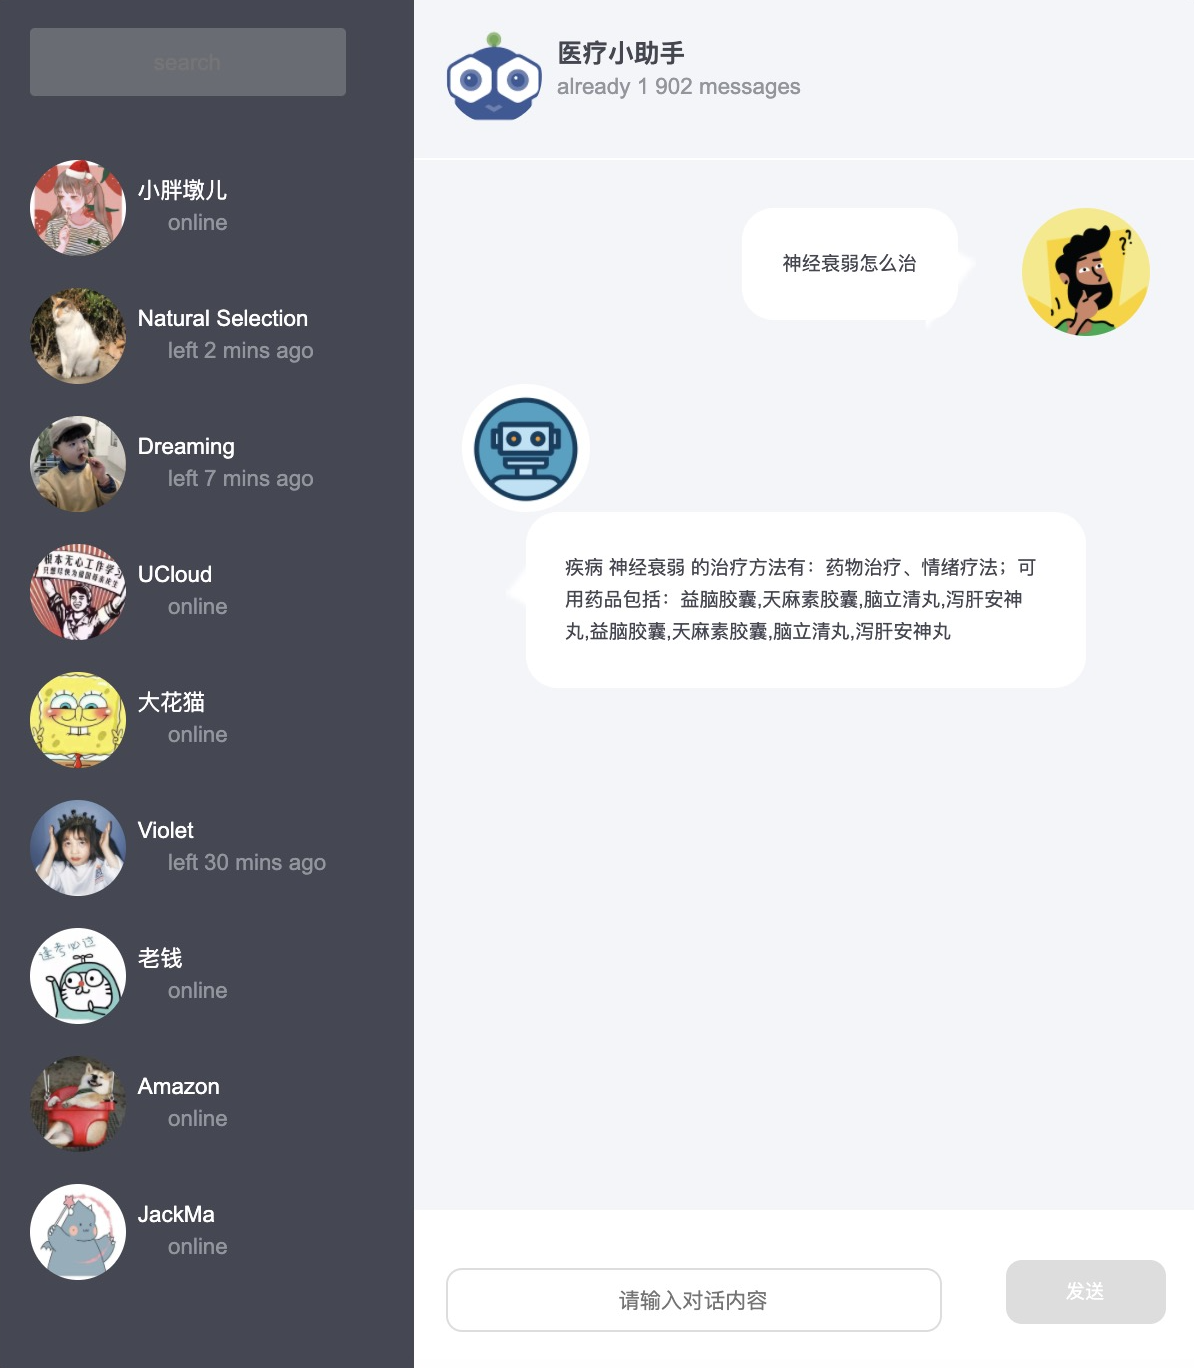 search
小胖墩儿
online
Natural Selection
left 2 mins ago
Dreaming
left 7 mins ago
UCloud
online
大花猫
online
Violet
left 30 mins ago
老钱
online
Amazon
online
JackMa
online
医疗小助手
already 1 902 messages
神经衰弱怎么治
??
疾病 神经衰弱 的治疗方法有：药物治疗、情绪疗法；可
用药品包括：益脑胶囊,天麻素胶囊,脑立清丸,泻肝安神
丸,益脑胶囊,天麻素胶囊,脑立清丸,泻肝安神丸
请输入对话内容
发送